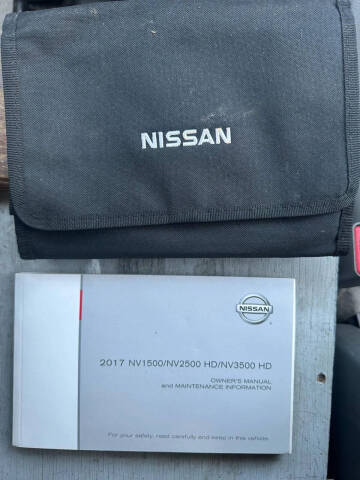 NISSAN
NISSAN
2017 NV1500/NV2500 HD/NV3500 HD
OWNER'S MANUAL
and MAINTENANCE INFORMATION
For your safety, read carefully and keep in this vehicle.